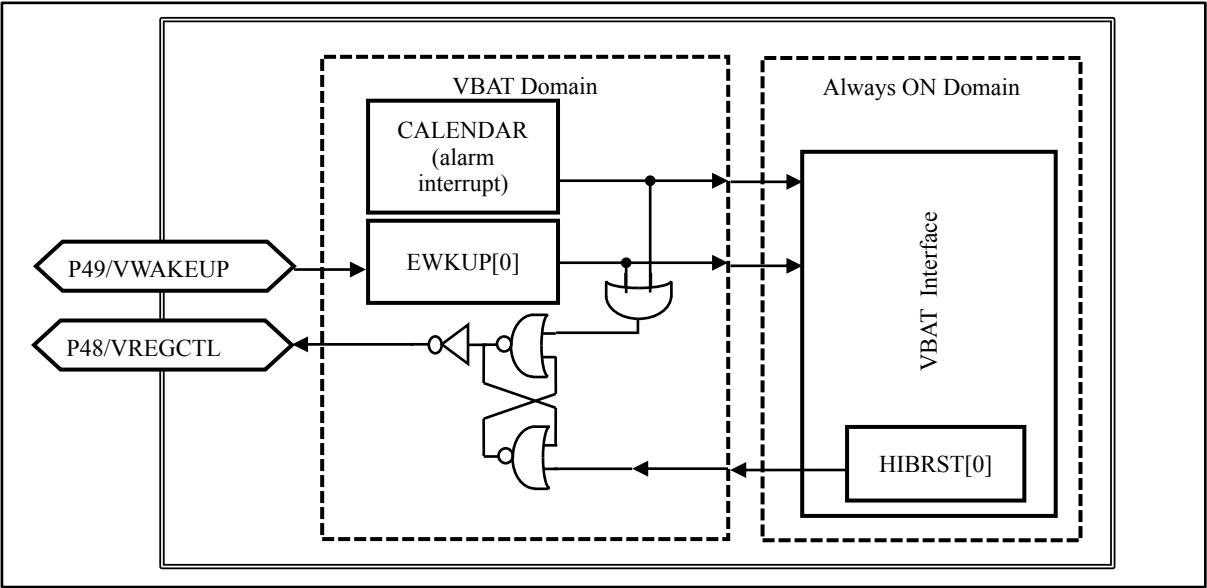 VBAT Domain
Always ON Domain
CALENDAR
(alarm
interrupt)
P49/VWAKEUP
EWKUP[0]
P48/VREGCTL
VBAT Interface
HIBRST[0]